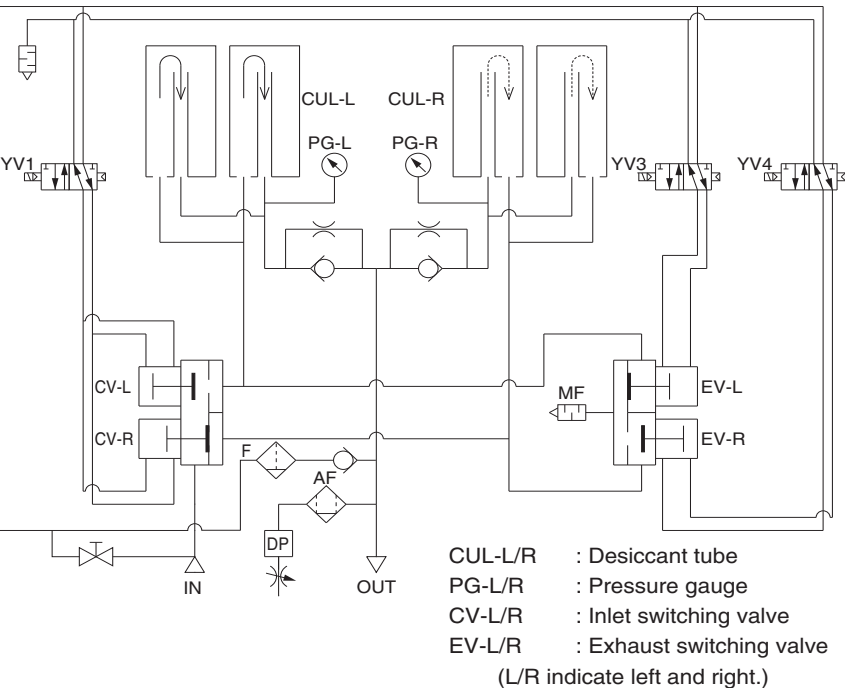 CUL-L
CUL-R
PG-L
PG-R
YV1
YV3
YV4
CV-L
MF
EV-L
CV-R
EV-R
F
AF
DP
IN
OUT
CUL-L/R : Desiccant tube
PG-L/R : Pressure gauge
CV-L/R : Inlet switching valve
EV-L/R : Exhaust switching valve
(L/R indicate left and right.)